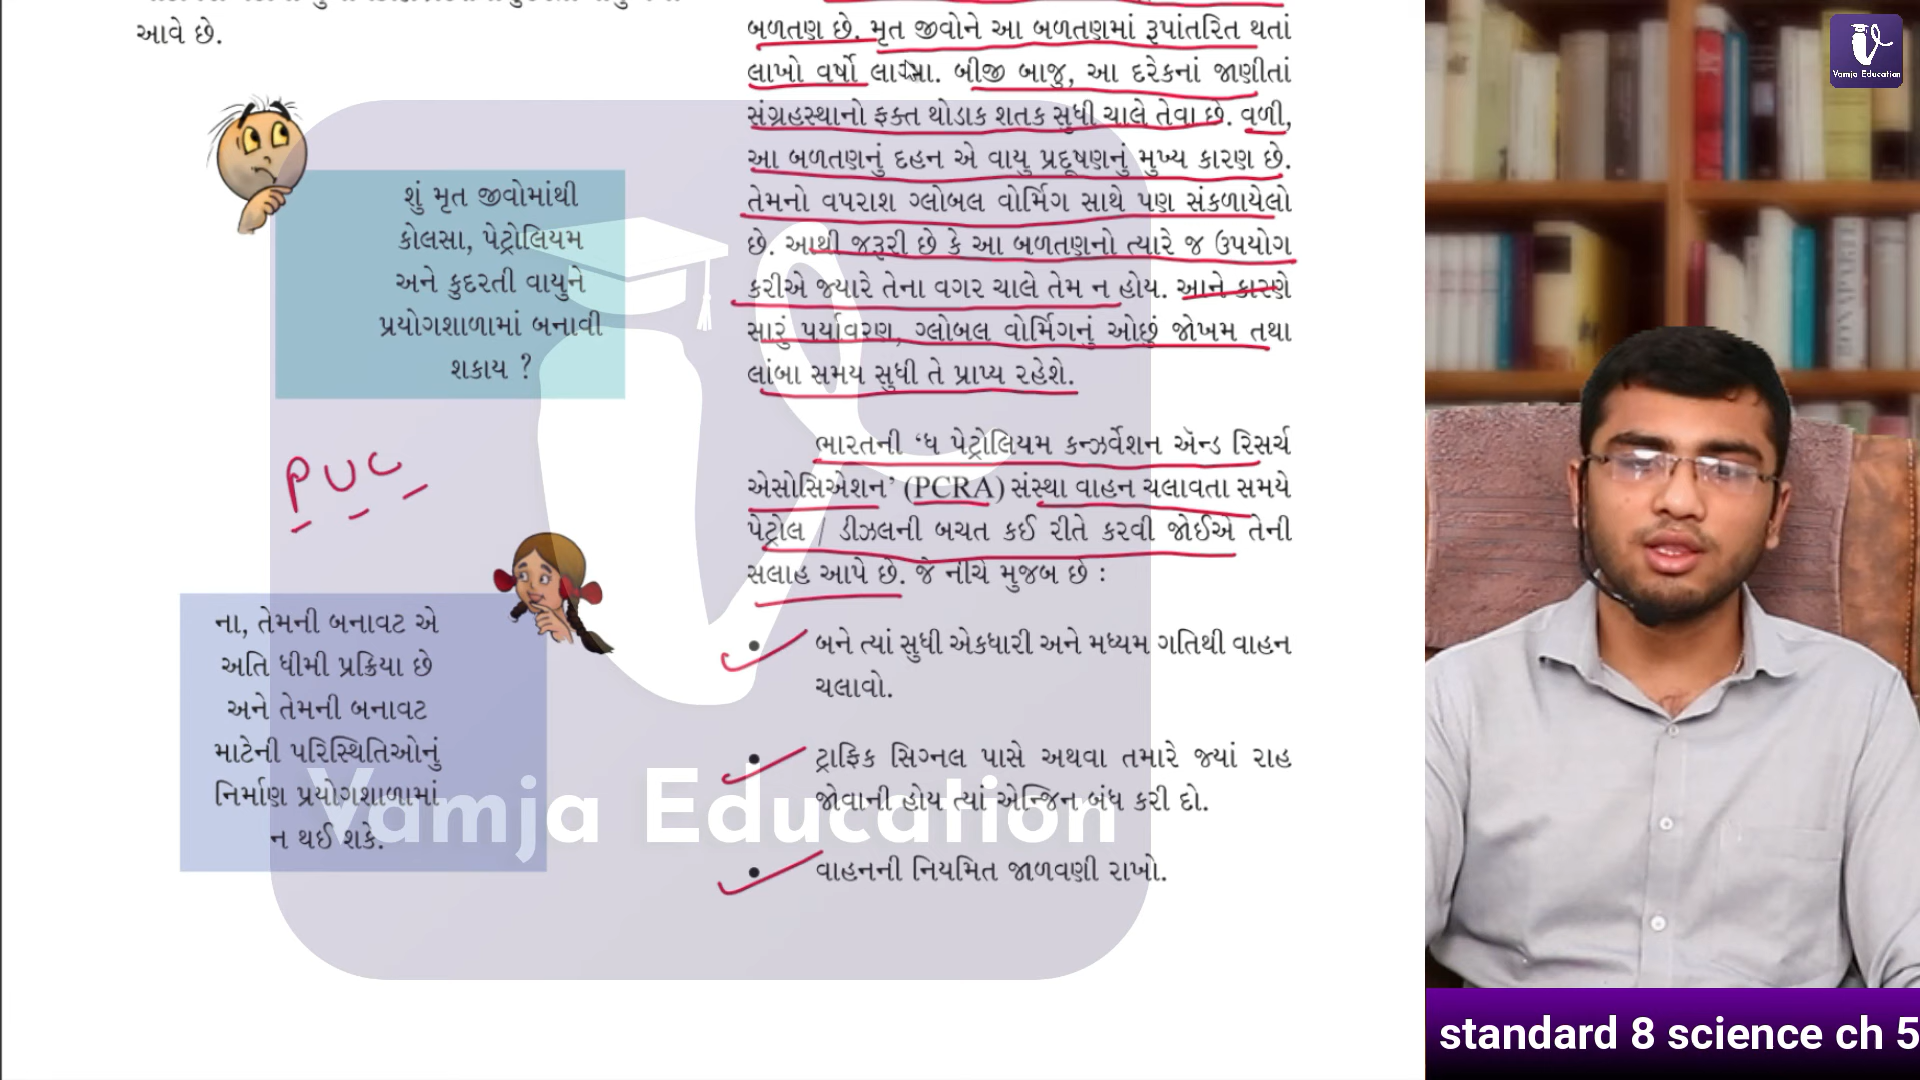 આવે છે.
શું મૃત જીવોમાંથી
કોલસા, પેટ્રોલિયમ
અને કુદરતી વાયુને
પ્રયોગશાળામાં બનાવી
શકાય ?
PUC
ના, તેમની બનાવટ એ
અતિ ધીમી પ્રક્રિયા છે
અને તેમની બનાવટ
માટેની પરિસ્થિતિઓનું
નિર્માણ પ્રયોગશાળામાં
ન થઈ શકે.
બળતણ છે. મૃત જીવોને આ બળતણમાં રૂપાંતરિત થતાં
લાખો વર્ષો લાગ્યા. બીજી બાજુ, આ દરેકનાં જાણીતાં
સંગ્રહસ્થાનો ફક્ત થોડાક શતક સુધી ચાલે તેવા છે. વળી,
આ બળતણનું દહન એ વાયુ પ્રદૂષણનું મુખ્ય કારણ છે.
તેમનો વપરાશ ગ્લોબલ વોર્મિંગ સાથે પણ સંકળાયેલો
છે. આથી જરૂરી છે કે આ બળતણનો ત્યારે જ ઉપયોગ
કરીએ જ્યારે તેના વગર ચાલે તેમ ન હોય. આને કારણે
સારું પર્યાવરણ, ગ્લોબલ વોર્મિંગનું ઓછું જોખમ તથા
લાંબા સમય સુધી તે પ્રાપ્ય રહેશે.
ભારતની ‘ધ પેટ્રોલિયમ કન્ઝર્વેશન ઍન્ડ રિસર્ચ
એસોસિએશન’ (PCRA) સંસ્થા વાહન ચલાવતા સમયે
પેટ્રોલ / ડીઝલની બચત કઈ રીતે કરવી જોઈએ તેની
સલાહ આપે છે. જે નીચે મુજબ છે :
• બને ત્યાં સુધી એકધારી અને મધ્યમ ગતિથી વાહન
ચલાવો.
• ટ્રાફિક સિગ્નલ પાસે અથવા તમારે જ્યાં રાહ
જોવાની હોય ત્યાં એન્જિન બંધ કરી દો.
• વાહનની નિયમિત જાળવણી રાખો.
Vamja Education
Vamja Education
standard 8 science ch 5